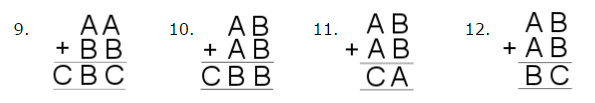 9. AA
+ BB
CBC
10. AB
+ AB
CBB
11. AB
+ AB
CA
12. AB
+ AB
BC